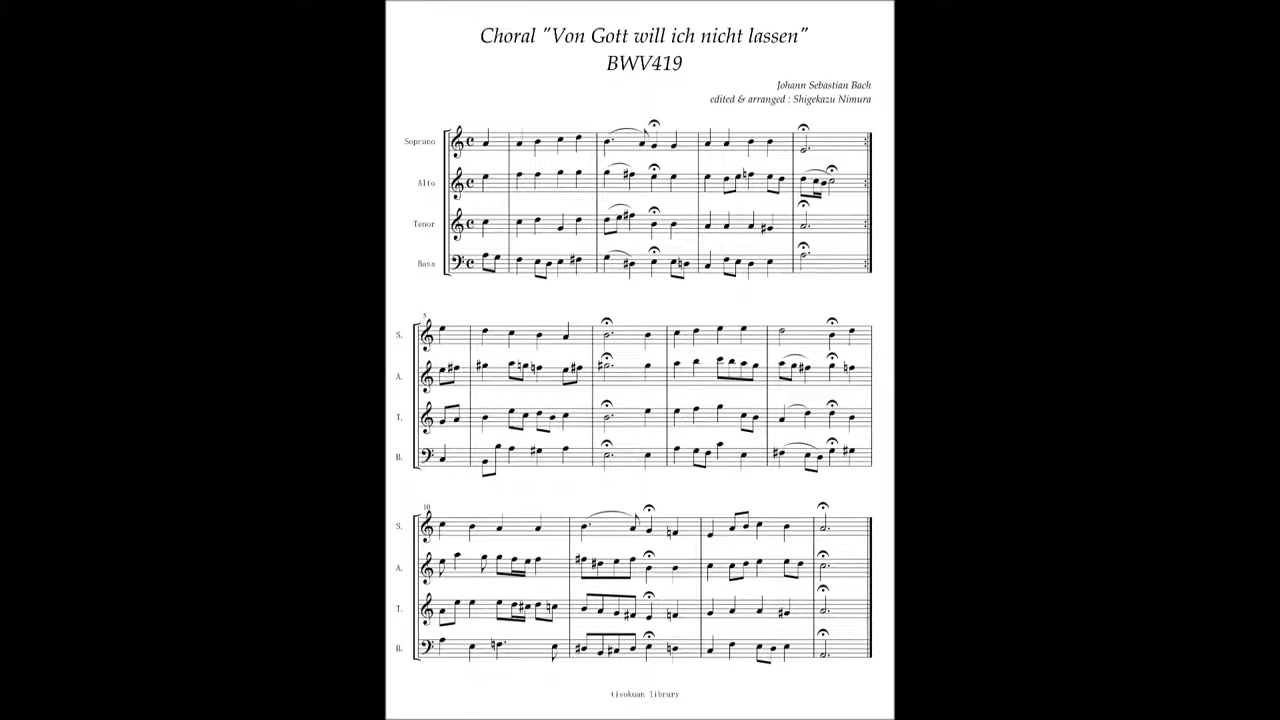 Choral "Von Gott will ich nicht lassen"
BWV419
Johann Sebastian Bach
edited & arranged : Shigekazu Nimura
Soprano
Alto
Tenor
Bass
5
S.
A.
T.
B.
10
S.
A.
T.
B.
tisokuan library